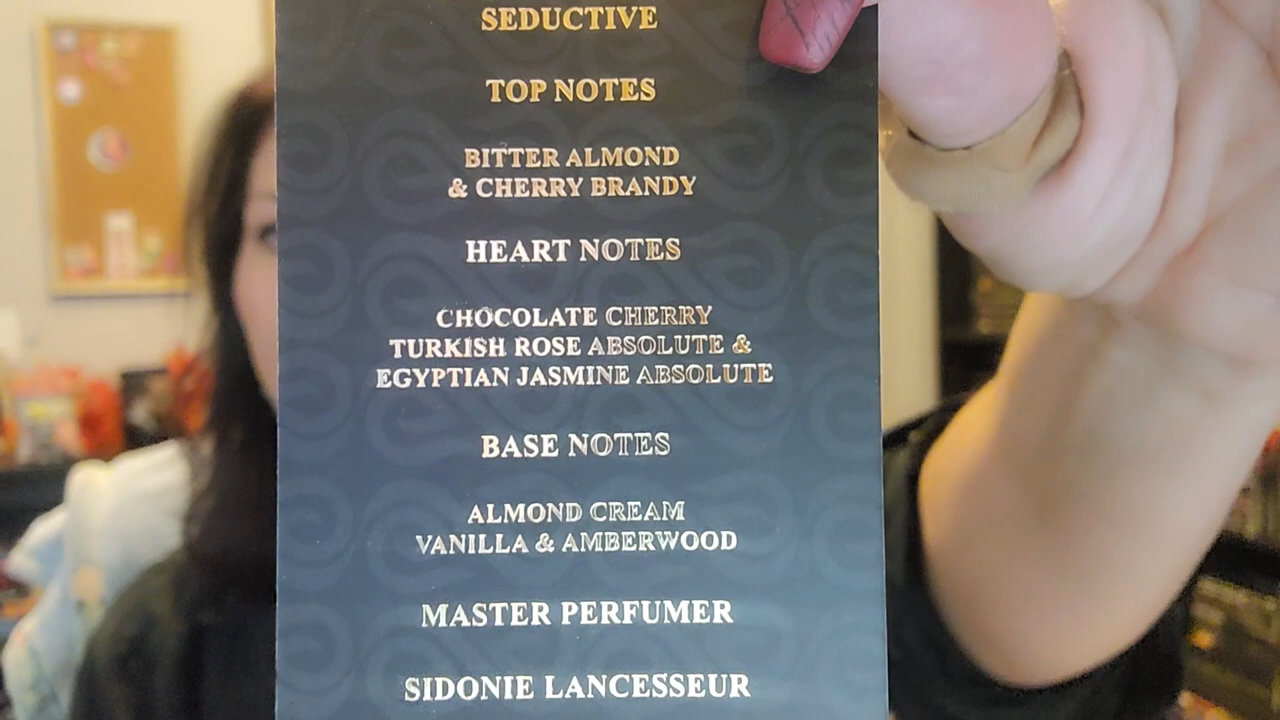 SEDUCTIVE
TOP NOTES
BITTER ALMOND
& CHERRY BRANDY
HEART NOTES
CHOCOLATE CHERRY
TURKISH ROSE ABSOLUTE &
EGYPTIAN JASMINE ABSOLUTE
BASE NOTES
ALMOND CREAM
VANILLA & AMBERWOOD
MASTER PERFUMER
SIDONIE LANCESSEUR